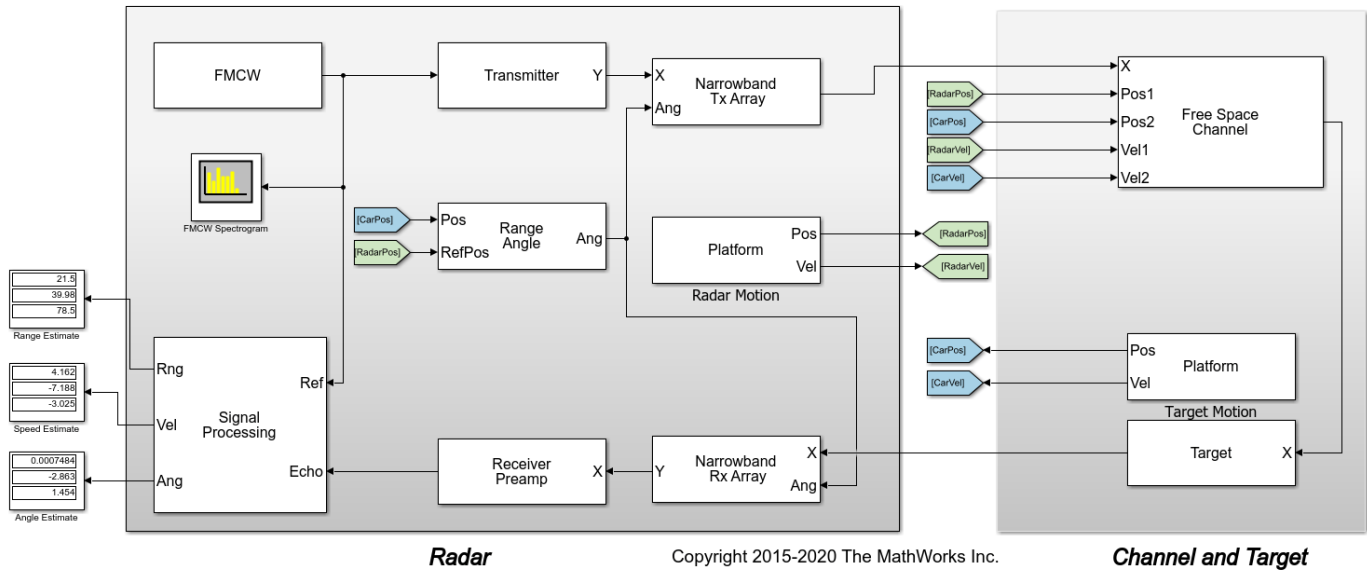 FMCW
Transmitter
Y
X
Ang
Narrowband
Tx Array
FMCW Spectrogram
[CarPos]
[RadarPos]
Pos
RefPos
Range
Angle
Ang
Platform
Pos
Vel
Radar Motion
[RadarPos]
[RadarVel]
X
Pos1
Pos2
Vel1
Vel2
Free Space
Channel
[RadarPos]
[CarPos]
[RadarVel]
[CarVel]
21.5
39.98
78.5
Range Estimate
4.162
-7.188
-3.025
Speed Estimate
0.0007484
-2.863
1.454
Angle Estimate
Rng
Vel
Ang
Signal
Processing
Ref
Echo
Receiver
Preamp
X
Y
Narrowband
Rx Array
X
Ang
[CarPos]
[CarVel]
Pos
Vel
Platform
Target Motion
Target
X
Radar
Copyright 2015-2020 The MathWorks Inc.
Channel and Target